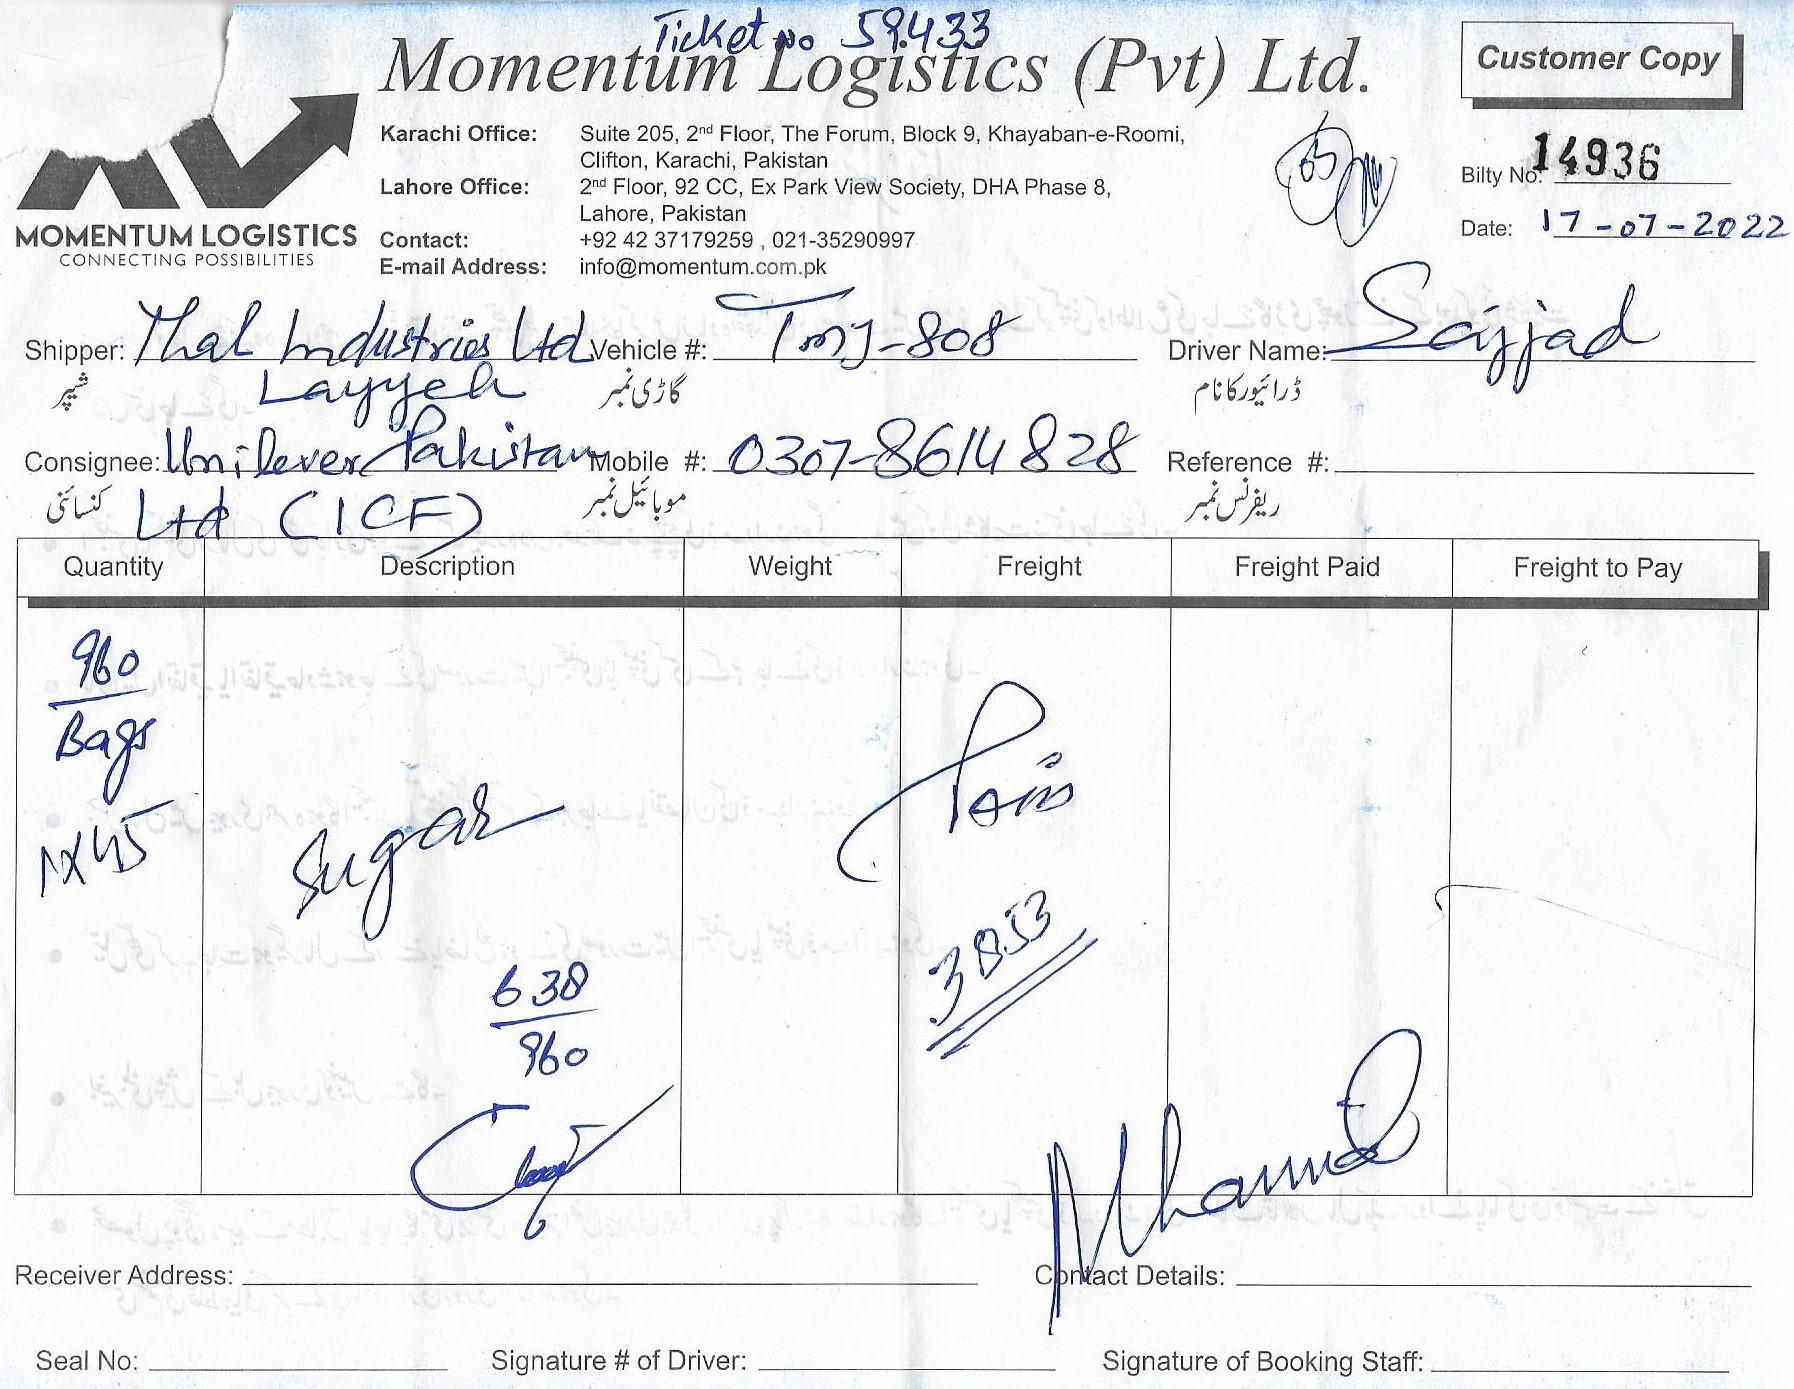 Ticket no 59433
Momentum Logistics (Pvt) Ltd.
Customer Copy
Karachi Office: Suite 205, 2nd Floor, The Forum, Block 9, Khayaban-e-Roomi,
Clifton, Karachi, Pakistan
Lahore Office: 2nd Floor, 92 CC, Ex Park View Society, DHA Phase 8,
Lahore, Pakistan
Contact: +92 42 37179259 , 021-35290997
E-mail Address: info@momentum.com.pk
MOMENTUM LOGISTICS
CONNECTING POSSIBILITIES
Bilty No: 14936
Date: 17-07-2022
Shipper: Thal Industries Ltd Vehicle #: TMJ-808 Driver Name: Sajjad
Layyeh
شیپر گاڑی نمبر ڈرائیور کا نام
Consignee: Unilever Pakistan Mobile #: 0307-8614828 Reference #:
Ltd (ICF)
کنسائنی موبائیل نمبر ریفرنس نمبر
Quantity Description Weight Freight Freight Paid Freight to Pay
960
Bags
1x45
Sugar
3853
638
960
Receiver Address: Contact Details:
Seal No: Signature # of Driver: Signature of Booking Staff: